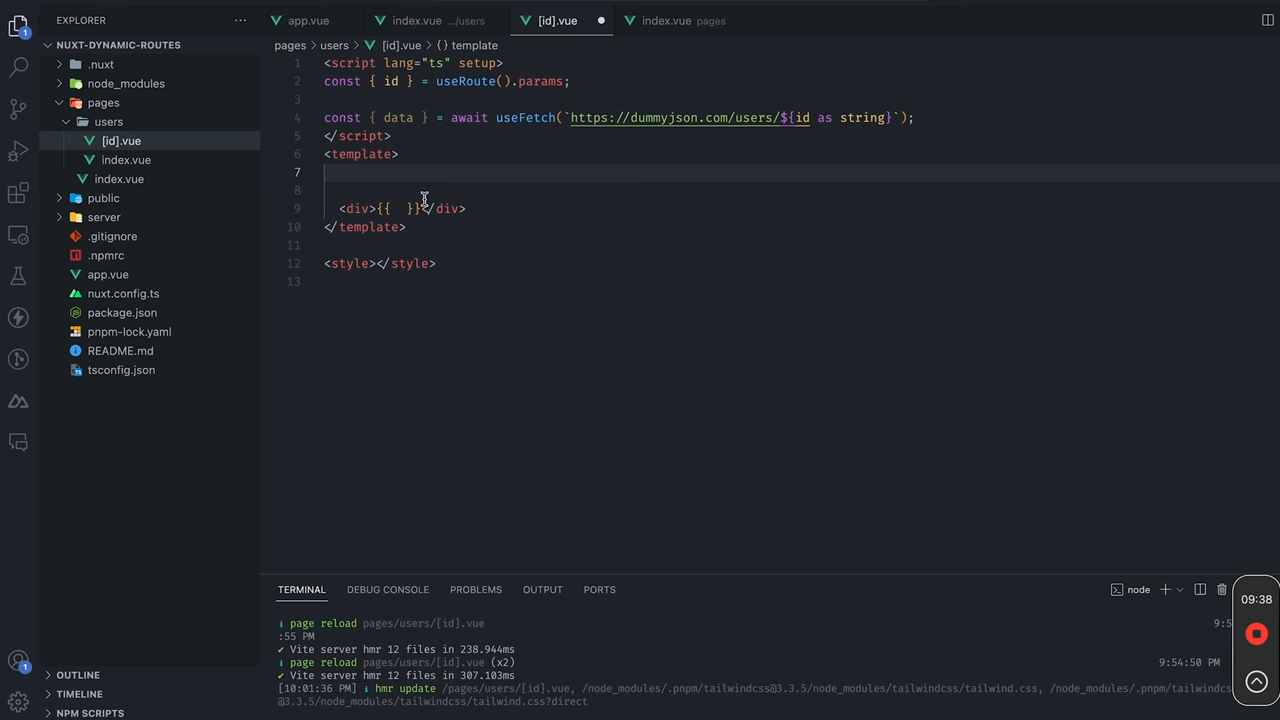 EXPLORER ···
app.vue
index.vue .../users
[id].vue
index.vue pages
NUXT-DYNAMIC-ROUTES
.nuxt
node_modules
pages
users
[id].vue
index.vue
index.vue
public
server
.gitignore
.npmrc
app.vue
nuxt.config.ts
package.json
pnpm-lock.yaml
README.md
tsconfig.json
OUTLINE
TIMELINE
NPM SCRIPTS
1
1
pages > users > [id].vue > {} template
1 <script lang="ts" setup>
2 const { id } = useRoute().params;
3
4 const { data } = await useFetch(`https://dummyjson.com/users/${id as string}`);
5 </script>
6 <template>
7
8
9 <div>{{  }}</div>
10 </template>
11
12 <style></style>
13
TERMINAL DEBUG CONSOLE PROBLEMS OUTPUT PORTS
node
i page reload pages/users/[id].vue 9:5
:55 PM
✔ Vite server hmr 12 files in 238.944ms
i page reload pages/users/[id].vue (x2) 9:54:50 PM
✔ Vite server hmr 12 files in 307.103ms
[10:01:36 PM] i hmr update /pages/users/[id].vue, /node_modules/.pnpm/tailwindcss@3.3.5/node_modules/tailwindcss/tailwind.css, /node_modules/.pnpm/tailwindcs
@3.3.5/node_modules/tailwindcss/tailwind.css?direct
09:38